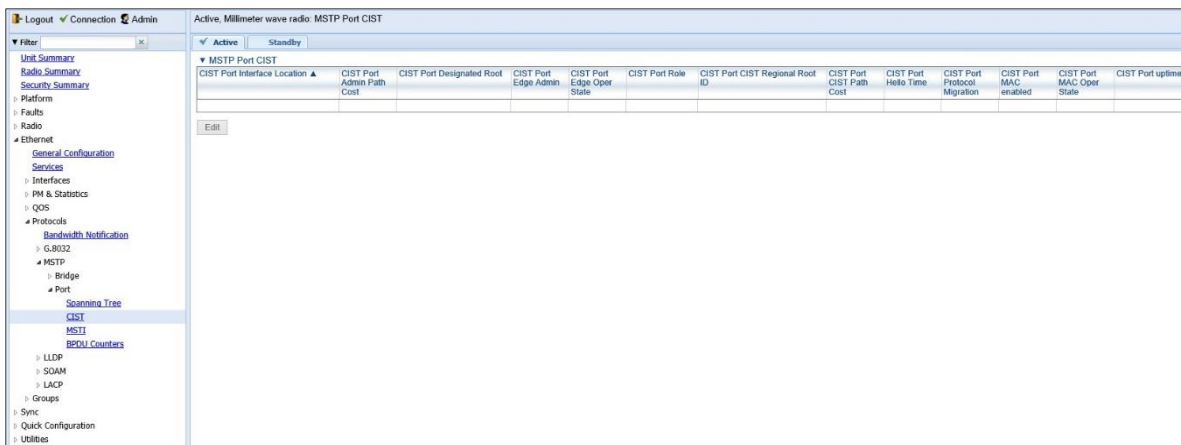 Logout Connection Admin
Active, Millimeter wave radio: MSTP Port CIST
▼ Filter
Active Standby
Unit Summary
Radio Summary
Security Summary
Platform
Faults
Radio
Ethernet
General Configuration
Services
Interfaces
PM & Statistics
QOS
Protocols
Bandwidth Notification
G.8032
MSTP
Bridge
Port
Spanning Tree
CIST
MSTI
BPDU Counters
LLDP
SOAM
LACP
Groups
Sync
Quick Configuration
Utilities
▼ MSTP Port CIST
CIST Port Interface Location ▲
CIST Port Admin Path Cost
CIST Port Designated Root
CIST Port Edge Admin
CIST Port Edge Oper State
CIST Port Role
CIST Port CIST Regional Root ID
CIST Port CIST Path Cost
CIST Port Hello Time
CIST Port Protocol Migration
CIST Port MAC enabled
CIST Port MAC Oper State
CIST Port uptime
Edit